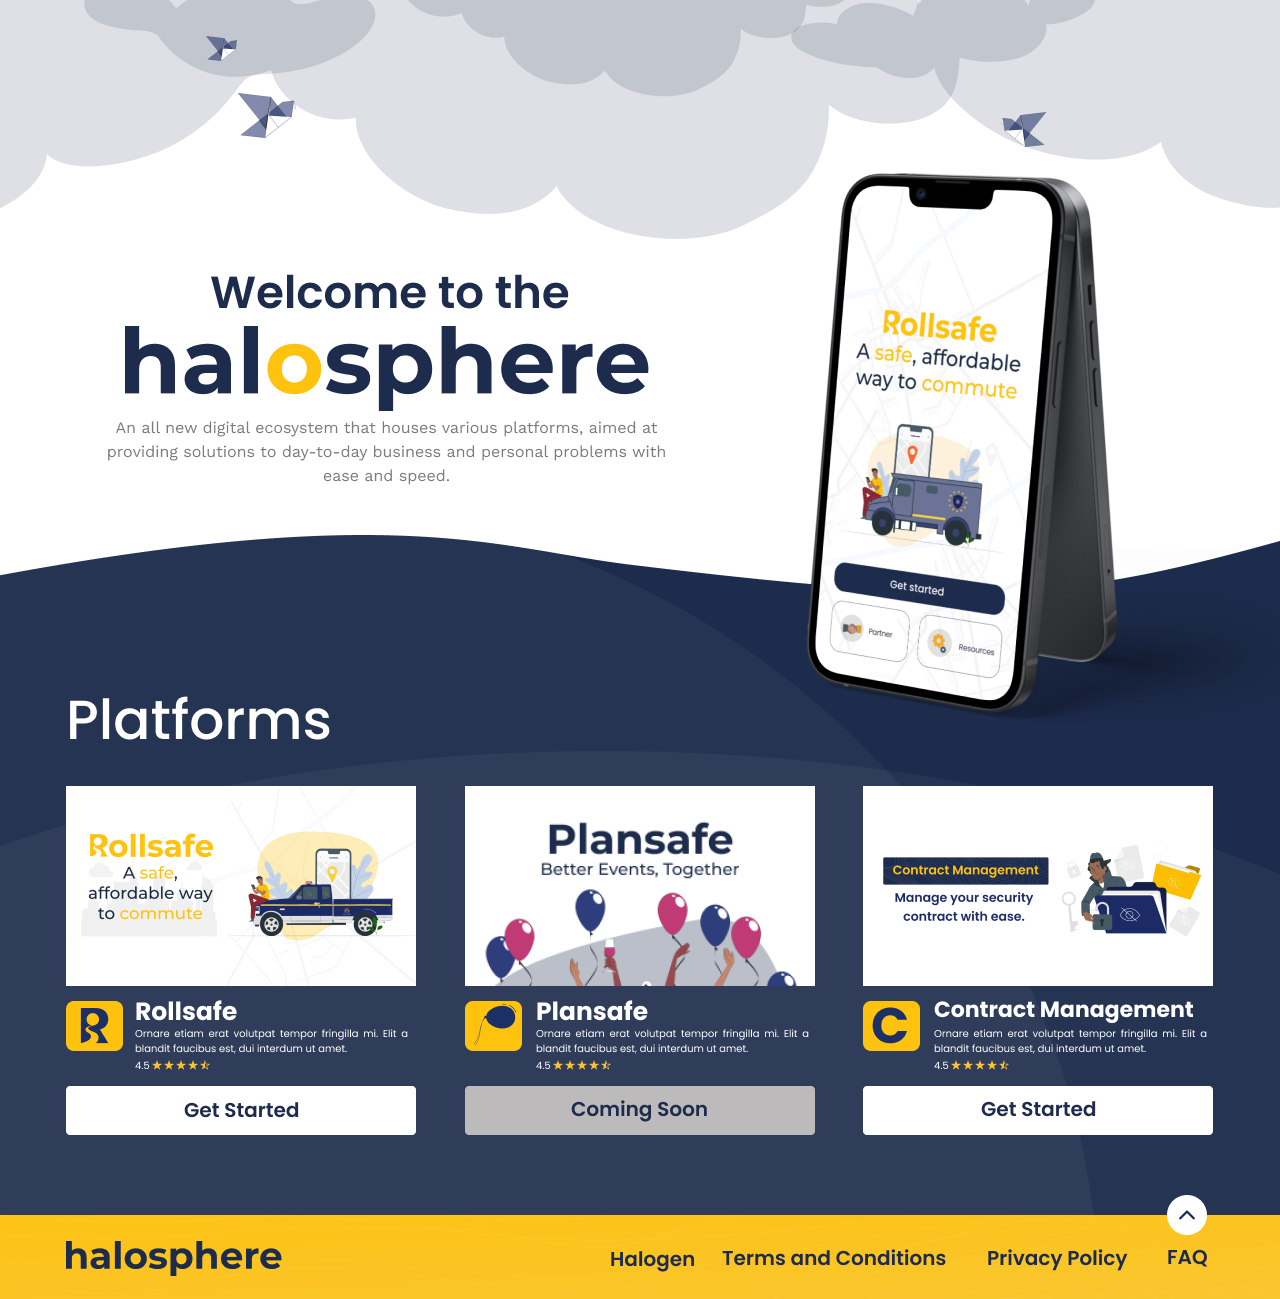 Welcome to the
halosphere
An all new digital ecosystem that houses various platforms, aimed at
providing solutions to day-to-day business and personal problems with
ease and speed.
Rollsafe
A safe, affordable
way to commute
Get started
Partner
Resources
Platforms
Rollsafe
A safe,
affordable way
to commute
Rollsafe
Ornare etiam erat volutpat tempor fringilla mi. Elit a
blandit faucibus est, dui interdum ut amet.
4.5
Get Started
Plansafe
Better Events, Together
Plansafe
Ornare etiam erat volutpat tempor fringilla mi. Elit a
blandit faucibus est, dui interdum ut amet.
4.5
Coming Soon
Contract Management
Manage your security
contract with ease.
C
Contract Management
Ornare etiam erat volutpat tempor fringilla mi. Elit a
blandit faucibus est, dui interdum ut amet.
4.5
Get Started
halosphere
Halogen
Terms and Conditions
Privacy Policy
FAQ